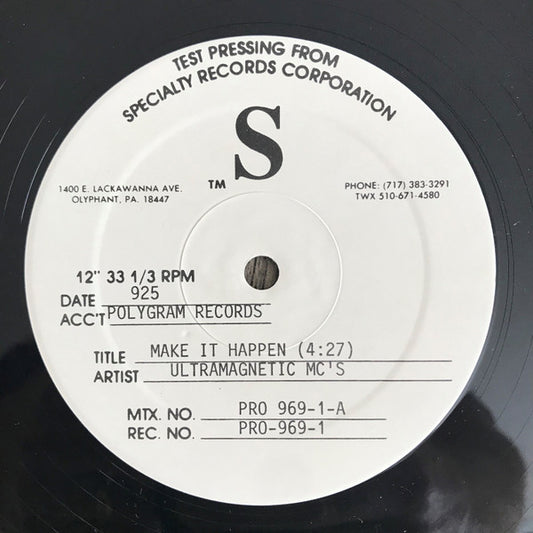 TEST PRESSING FROM
SPECIALTY RECORDS CORPORATION
S
TM
1400 E. LACKAWANNA AVE.
OLYPHANT, PA. 18447
PHONE: (717) 383-3291
TWX 510-671-4580
12" 33 1/3 RPM
DATE 925
ACC'T POLYGRAM RECORDS
TITLE MAKE IT HAPPEN (4:27)
ARTIST ULTRAMAGNETIC MC'S
MTX. NO. PRO 969-1-A
REC. NO. PRO-969-1